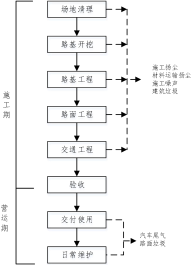 场地清理
路基开挖
路基工程
路面工程
交通工程
验收
交付使用
日常维护
施工期
营运期
施工扬尘
材料运输扬尘
施工噪声
建筑垃圾
汽车尾气
路面垃圾